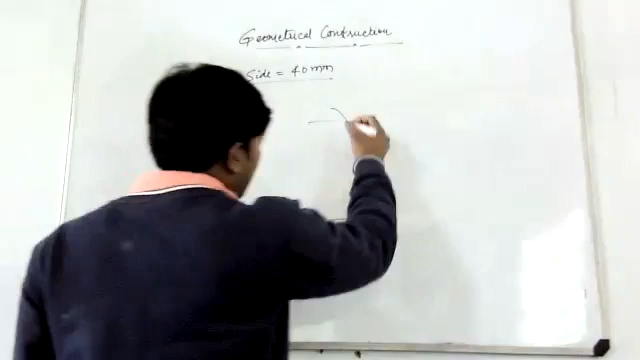 Geometrical Construction
Side = 40 mm